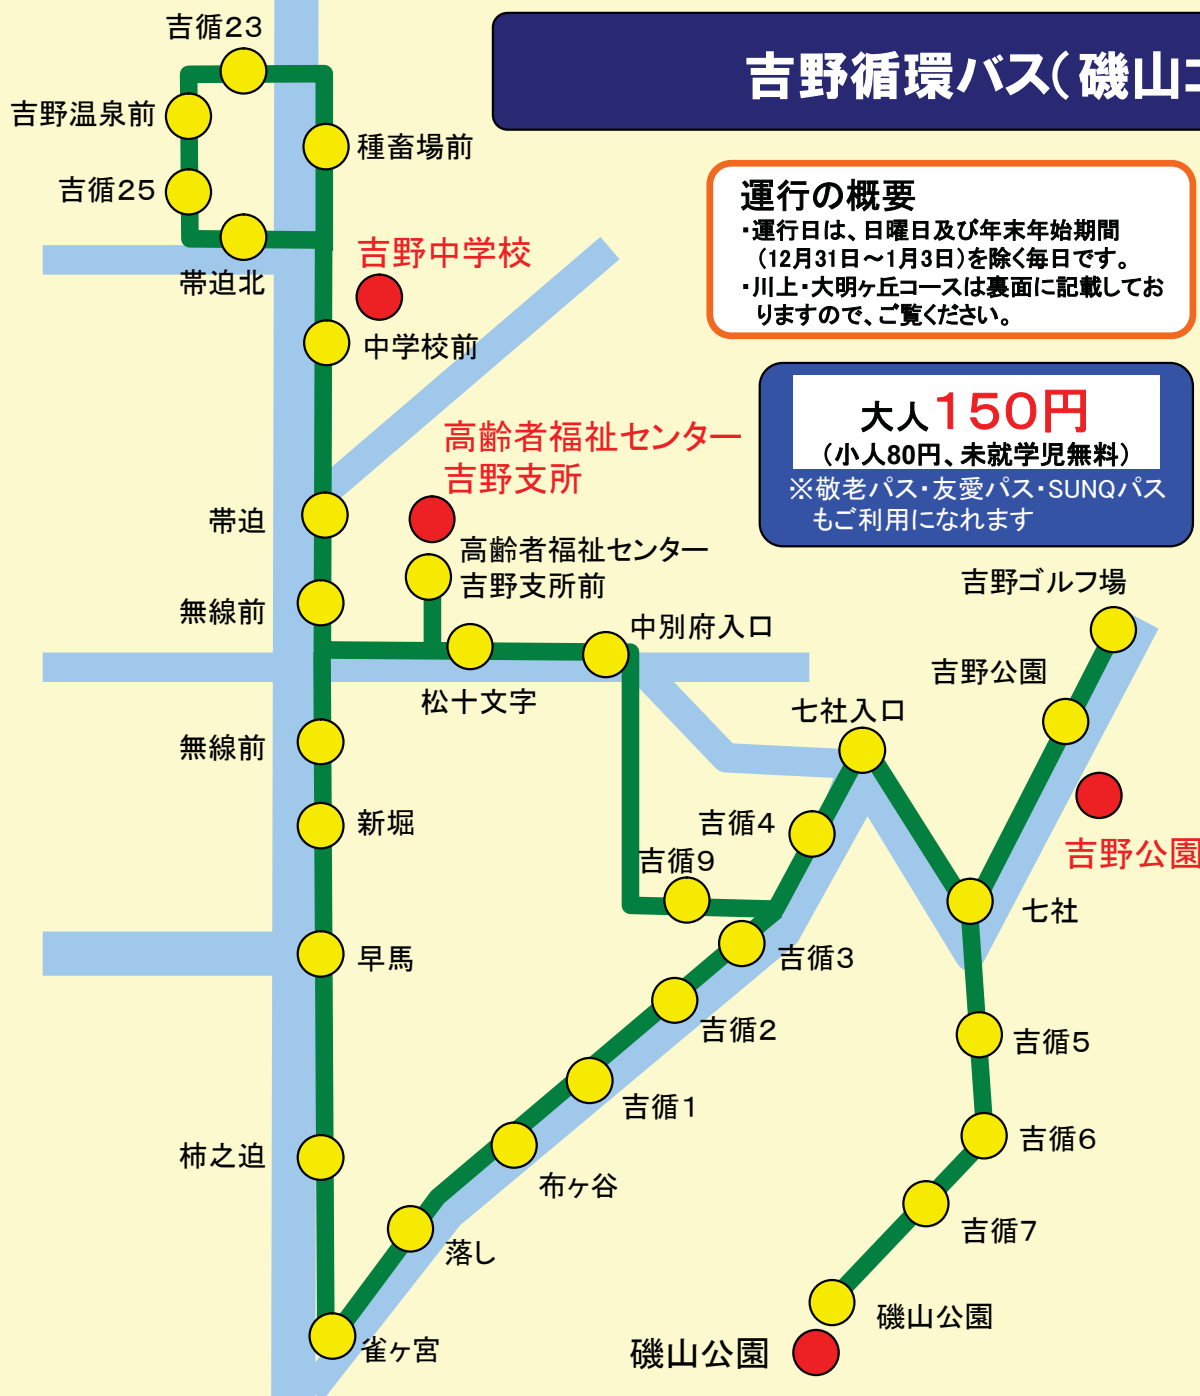 吉野循環バス(磯山コ
運行の概要
・運行日は、日曜日及び年末年始期間
(12月31日～1月3日)を除く毎日です。
・川上・大明ヶ丘コースは裏面に記載してお
りますので、ご覧ください。
大人150円
(小人80円、未就学児無料)
※敬老パス・友愛パス・SUNQパス
もご利用になれます
吉循23
吉野温泉前
種畜場前
吉循25
帯迫北
吉野中学校
中学校前
高齢者福祉センター
吉野支所
帯迫
高齢者福祉センター
吉野支所前
無線前
中別府入口
松十文字
吉野ゴルフ場
吉野公園
七社入口
無線前
新堀
吉循4
吉循9
吉野公園
七社
早馬
吉循3
吉循2
吉循5
吉循1
吉循6
柿之迫
布ヶ谷
吉循7
落し
磯山公園
雀ヶ宮
磯山公園